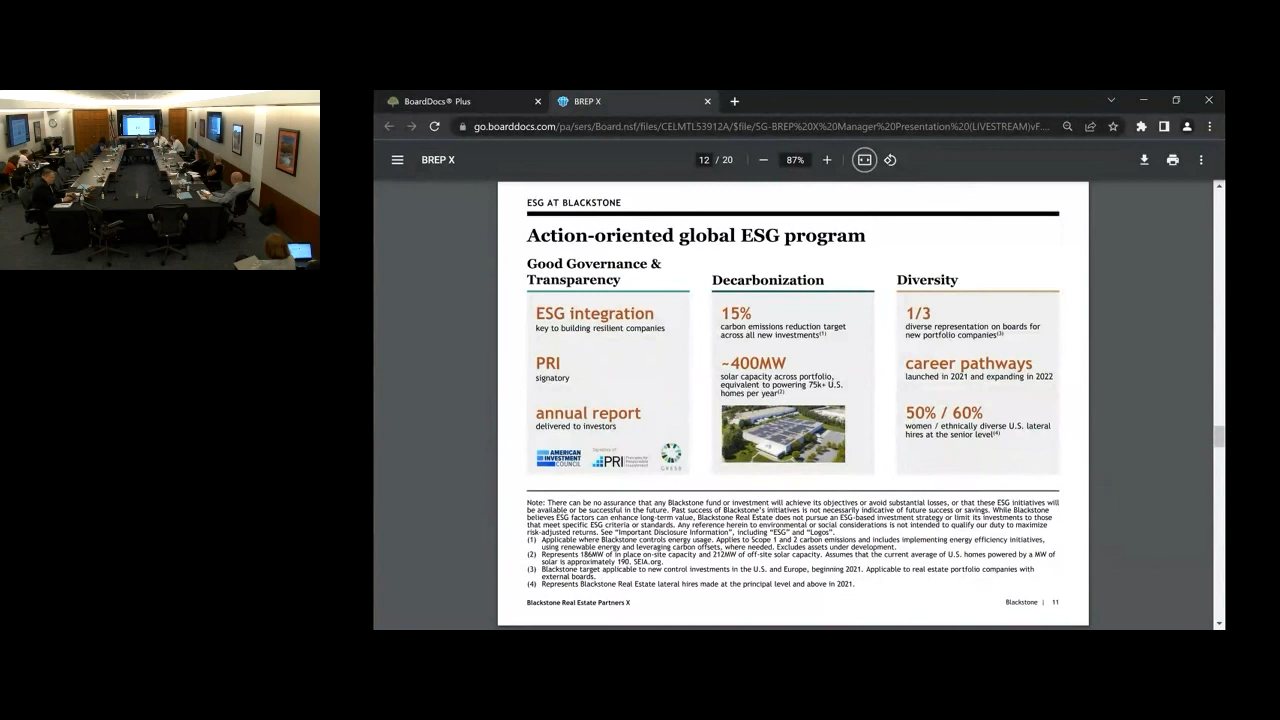 BoardDocs® Plus
BREP X
go.boarddocs.com/pa/sers/Board.nsf/files/CELMTL53912A/$file/5G-BREP%20X%20Manager%20Presentation%20(LIVESTREAM)vF....
BREP X
12 / 20
87%
ESG AT BLACKSTONE
Action-oriented global ESG program
Good Governance &
Transparency
ESG integration
key to building resilient companies
PRI
signatory
annual report
delivered to investors
AMERICAN
INVESTMENT
COUNCIL
PRI
GRESB
Decarbonization
15%
carbon emissions reduction target
across all new investments(1)
~400MW
solar capacity across portfolio,
equivalent to powering 75k+ U.S.
homes per year(2)
Diversity
1/3
diverse representation on boards for
new portfolio companies(3)
career pathways
launched in 2021 and expanding in 2022
50% / 60%
women / ethnically diverse U.S. lateral
hires at the senior level(4)
Note: There can be no assurance that any Blackstone fund or investment will achieve its objectives or avoid substantial losses, or that these ESG initiatives will
be available or be successful in the future. Past success of Blackstone's initiatives is not necessarily indicative of future success or savings. While Blackstone
believes ESG factors can enhance long-term value, Blackstone Real Estate does not pursue an ESG-based investment strategy or limit its investments to those
that meet specific ESG criteria or standards. Any reference herein to environmental or social considerations is not intended to qualify our duty to maximize
risk-adjusted returns. See "Important Disclosure Information", including "ESG" and "Logos".
(1) Applicable where Blackstone controls energy usage. Applies to Scope 1 and 2 carbon emissions and includes implementing energy efficiency initiatives,
using renewable energy and leveraging carbon offsets, where needed. Excludes assets under development.
(2) Represents 186MW of in place on-site capacity and 212MW of off-site solar capacity. Assumes that the current average of U.S. homes powered by a MW of
solar is approximately 190. SEIA.org.
(3) Blackstone target applicable to new control investments in the U.S. and Europe, beginning 2021. Applicable to real estate portfolio companies with
external boards.
(4) Represents Blackstone Real Estate lateral hires made at the principal level and above in 2021.
Blackstone Real Estate Partners X
Blackstone | 11